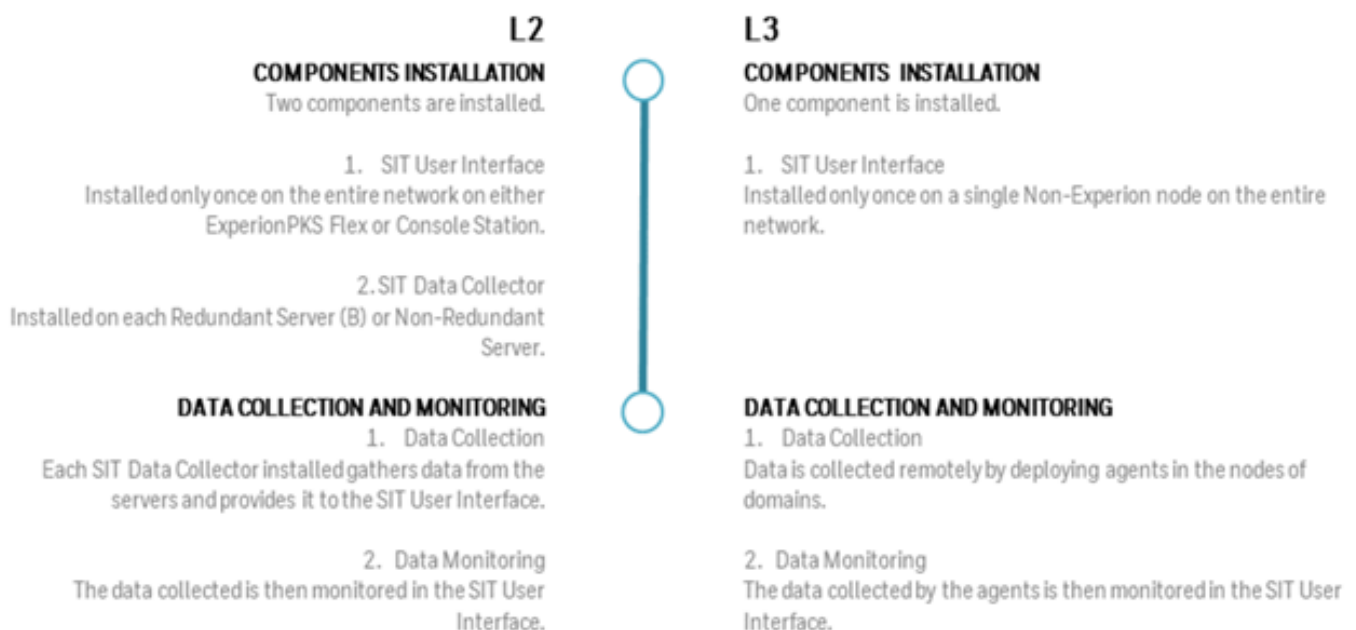 L2
COMPONENTS INSTALLATION
Two components are installed.
1. SIT User Interface
Installed only once on the entire network on either
ExperionPKS Flex or Console Station.
2. SIT Data Collector
Installed on each Redundant Server (B) or Non-Redundant
Server.
DATA COLLECTION AND MONITORING
1. Data Collection
Each SIT Data Collector installed gathers data from the
servers and provides it to the SIT User Interface.
2. Data Monitoring
The data collected is then monitored in the SIT User
Interface.
L3
COMPONENTS INSTALLATION
One component is installed.
1. SIT User Interface
Installed only once on a single Non-Experion node on the entire
network.
DATA COLLECTION AND MONITORING
1. Data Collection
Data is collected remotely by deploying agents in the nodes of
domains.
2. Data Monitoring
The data collected by the agents is then monitored in the SIT User
Interface.